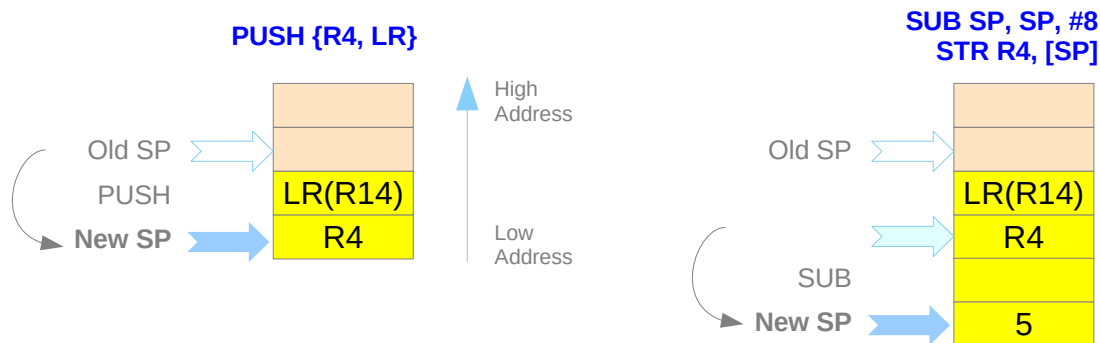 PUSH {R4, LR}
High
Address
Old SP
PUSH
LR(R14)
New SP
R4
Low
Address
SUB SP, SP, #8
STR R4, [SP]
Old SP
LR(R14)
R4
SUB
New SP
5